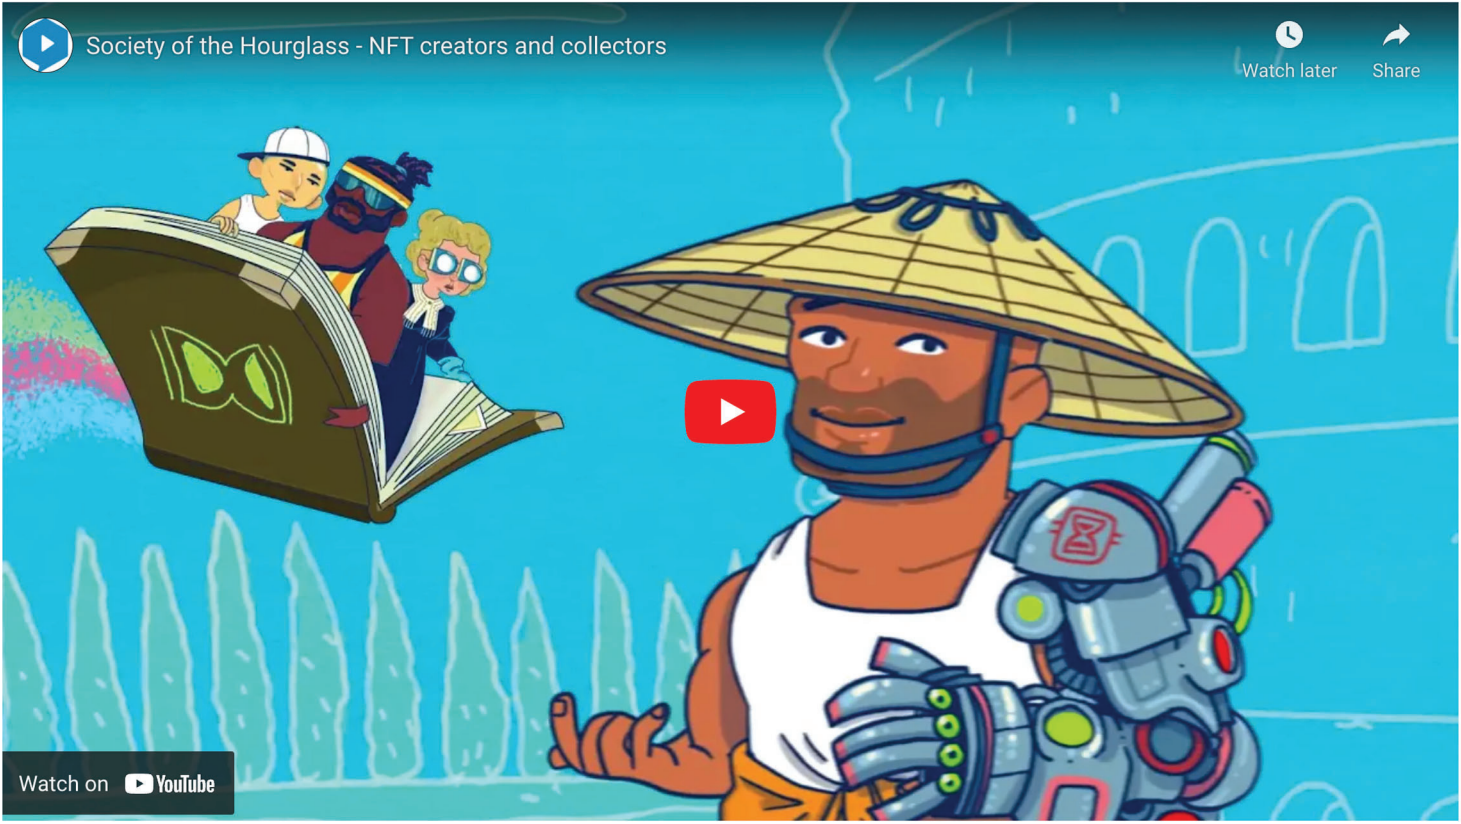 Society of the Hourglass - NFT creators and collectors
Watch later
Share
Watch on YouTube